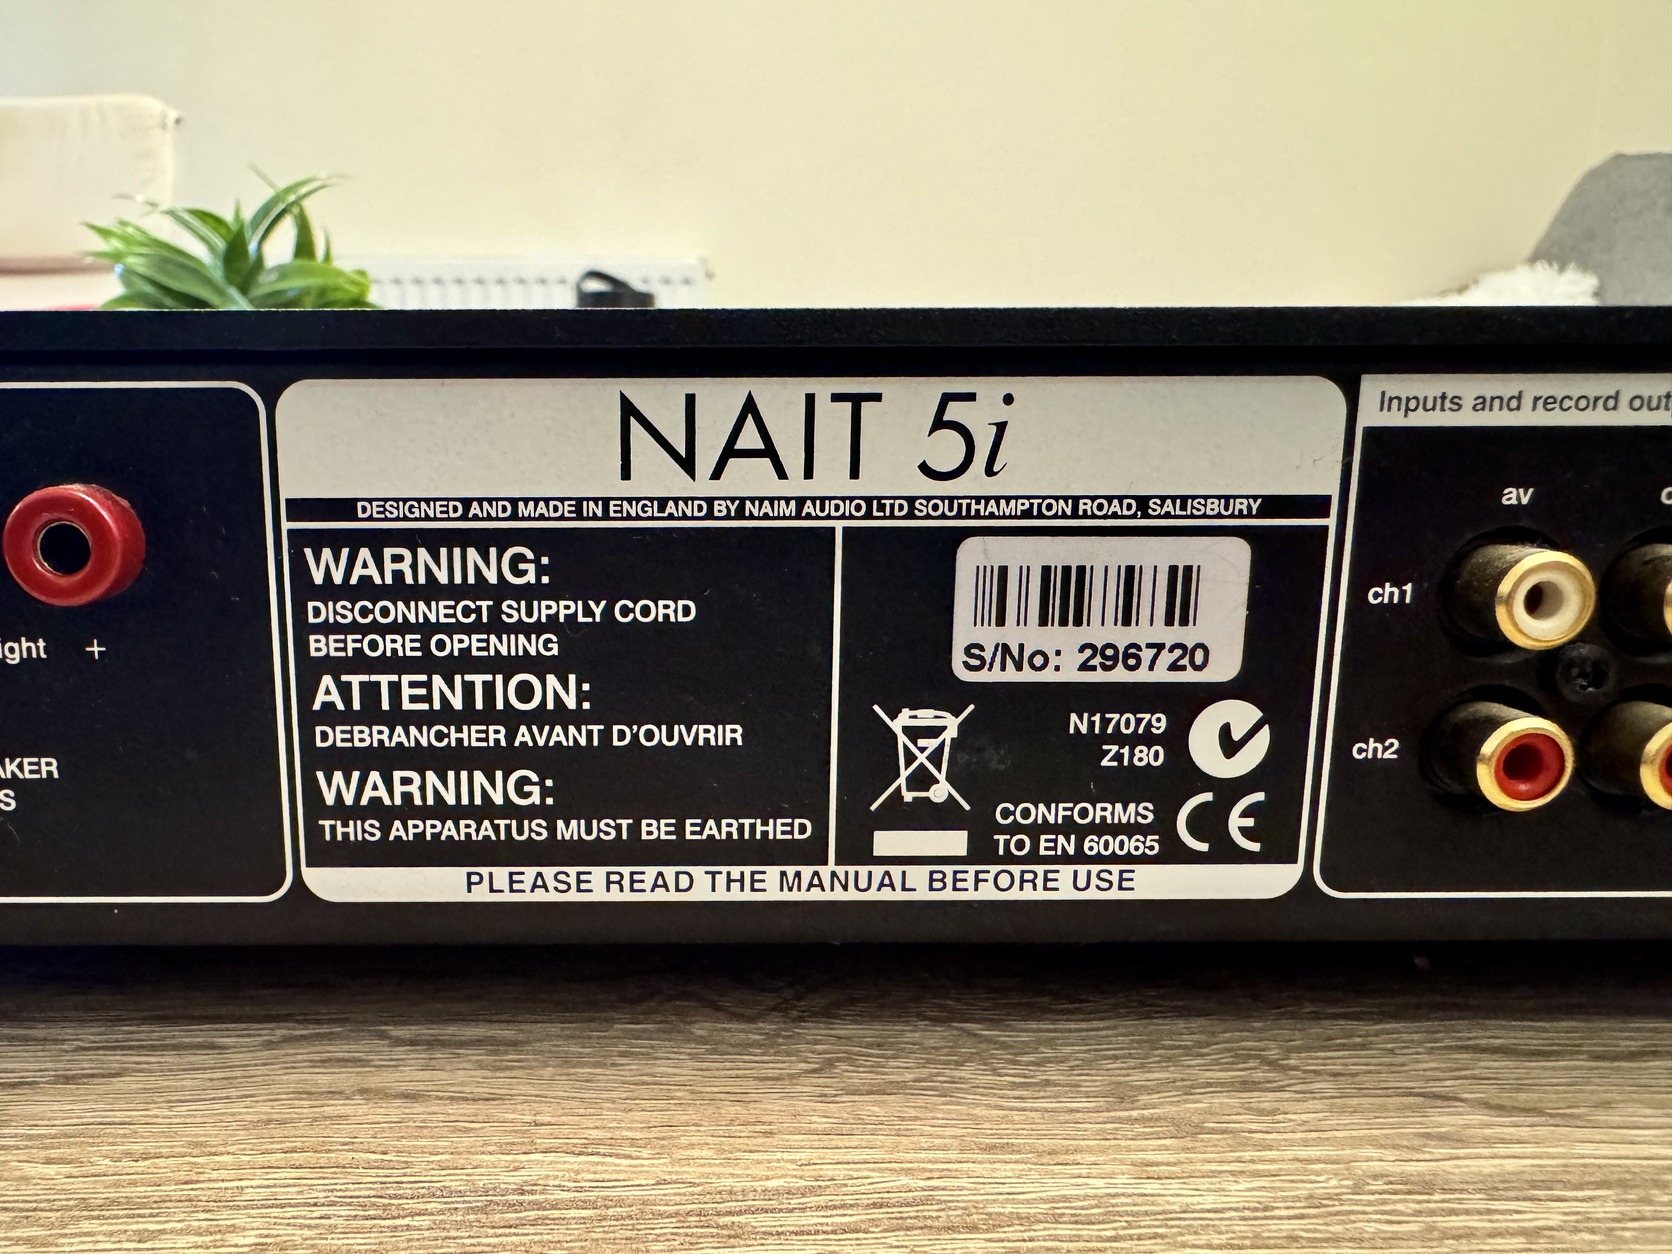 +
NAIT 5i
DESIGNED AND MADE IN ENGLAND BY NAIM AUDIO LTD SOUTHAMPTON ROAD, SALISBURY
WARNING:
DISCONNECT SUPPLY CORD
BEFORE OPENING
ATTENTION:
DEBRANCHER AVANT D'OUVRIR
WARNING:
THIS APPARATUS MUST BE EARTHED
S/No: 296720
N17079
Z180
CONFORMS
TO EN 60065
CE
PLEASE READ THE MANUAL BEFORE USE
Inputs and record out
av
ch1
ch2